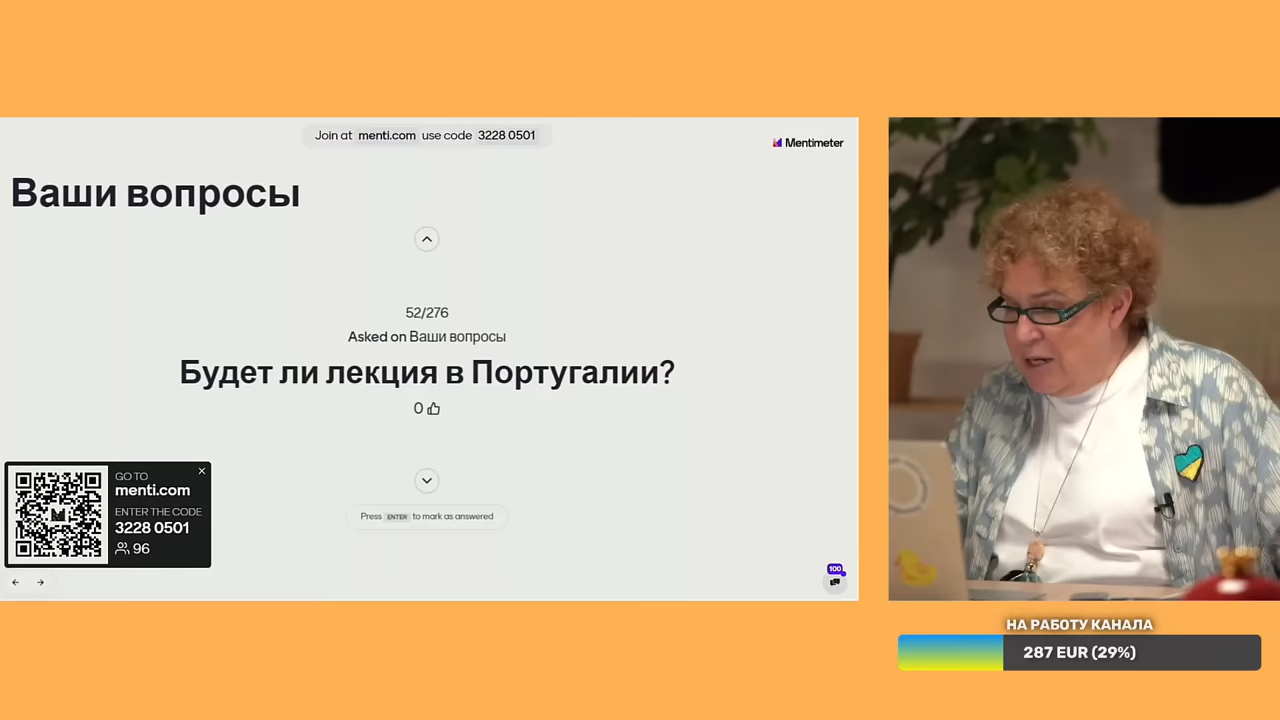 Join at menti.com use code 3228 0501
Mentimeter
Ваши вопросы
52/276
Asked on Ваши вопросы
Будет ли лекция в Португалии?
0
GO TO
menti.com
ENTER THE CODE
3228 0501
96
Press ENTER to mark as answered
100
НА РАБОТУ КАНАЛА
287 EUR (29%)